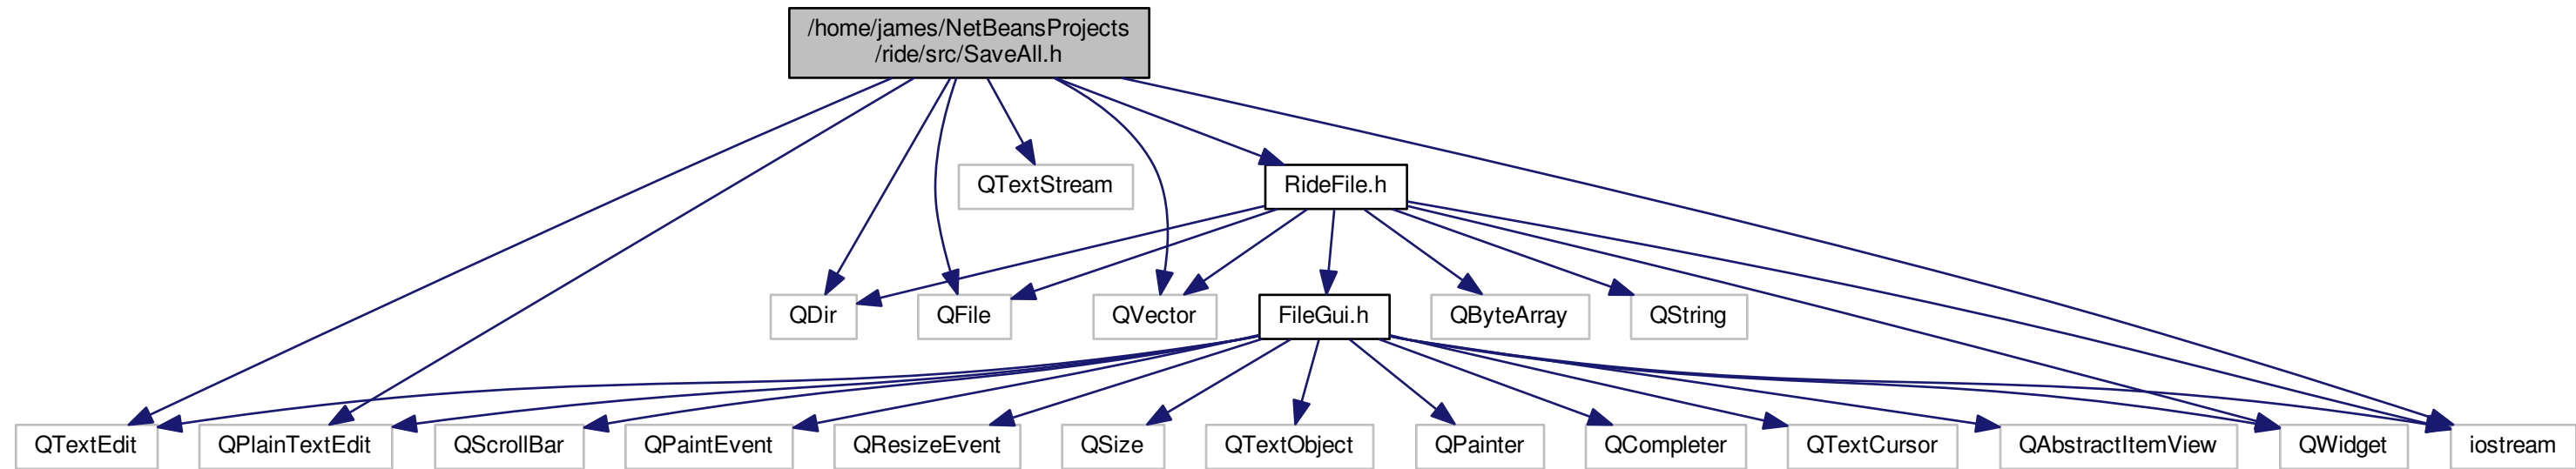 /home/james/NetBeansProjects
/ride/src/SaveAll.h
QTextStream
RideFile.h
QDir
QFile
QVector
FileGui.h
QByteArray
QString
QTextEdit
QPlainTextEdit
QScrollBar
QPaintEvent
QResizeEvent
QSize
QTextObject
QPainter
QCompleter
QTextCursor
QAbstractItemView
QWidget
iostream